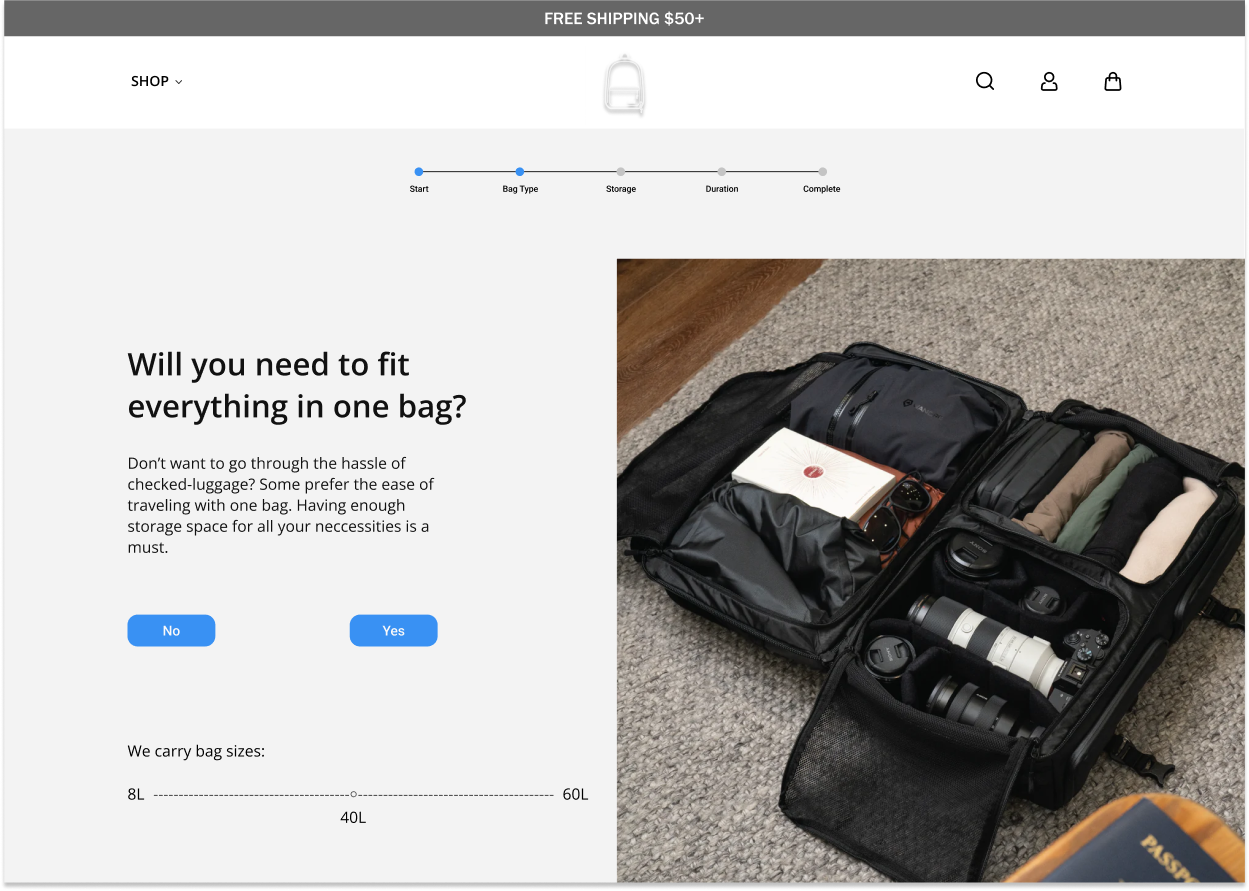 FREE SHIPPING $50+
SHOP
Start
Bag Type
Storage
Duration
Complete
Will you need to fit
everything in one bag?
Don’t want to go through the hassle of
checked-luggage? Some prefer the ease of
traveling with one bag. Having enough
storage space for all your neccessities is a
must.
No
Yes
We carry bag sizes:
8L
60L
40L
SONY